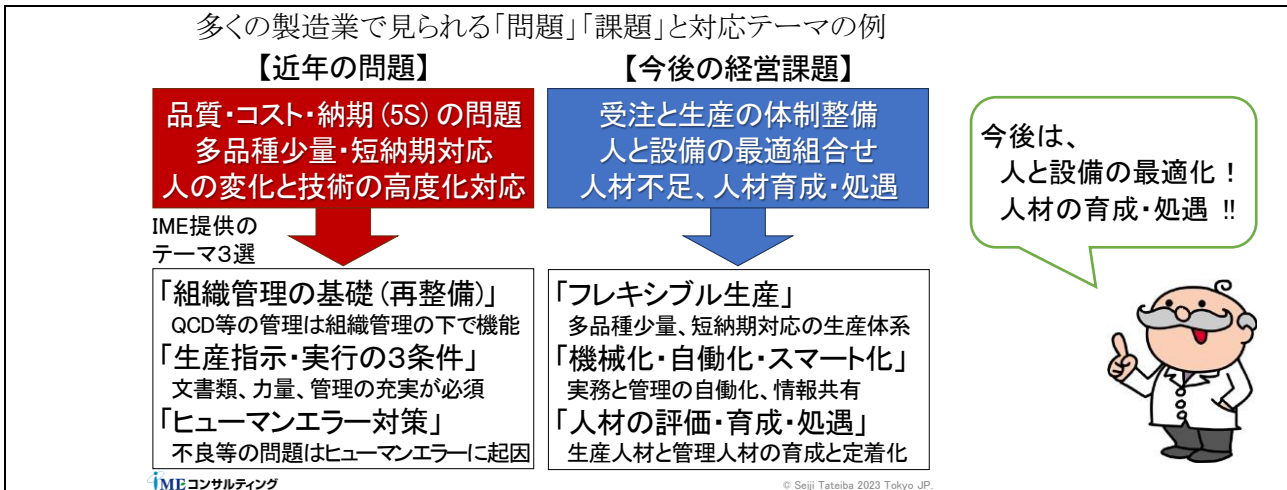 多くの製造業で見られる「問題」「課題」と対応テーマの例
【近年の問題】
品質・コスト・納期(5S)の問題
多品種少量・短納期対応
人の変化と技術の高度化対応
IME提供の
テーマ3選
「組織管理の基礎(再整備)」
QCD等の管理は組織管理の下で機能
「生産指示・実行の3条件」
文書類、力量、管理の充実が必須
「ヒューマンエラー対策」
不良等の問題はヒューマンエラーに起因
【今後の経営課題】
受注と生産の体制整備
人と設備の最適組合せ
人材不足、人材育成・処遇
「フレキシブル生産」
多品種少量、短納期対応の生産体系
「機械化・自働化・スマート化」
実務と管理の自働化、情報共有
「人材の評価・育成・処遇」
生産人材と管理人材の育成と定着化
今後は、
人と設備の最適化!
人材の育成・処遇 !!
IMEコンサルティング
© Seiji Tateiba 2023 Tokyo JP.